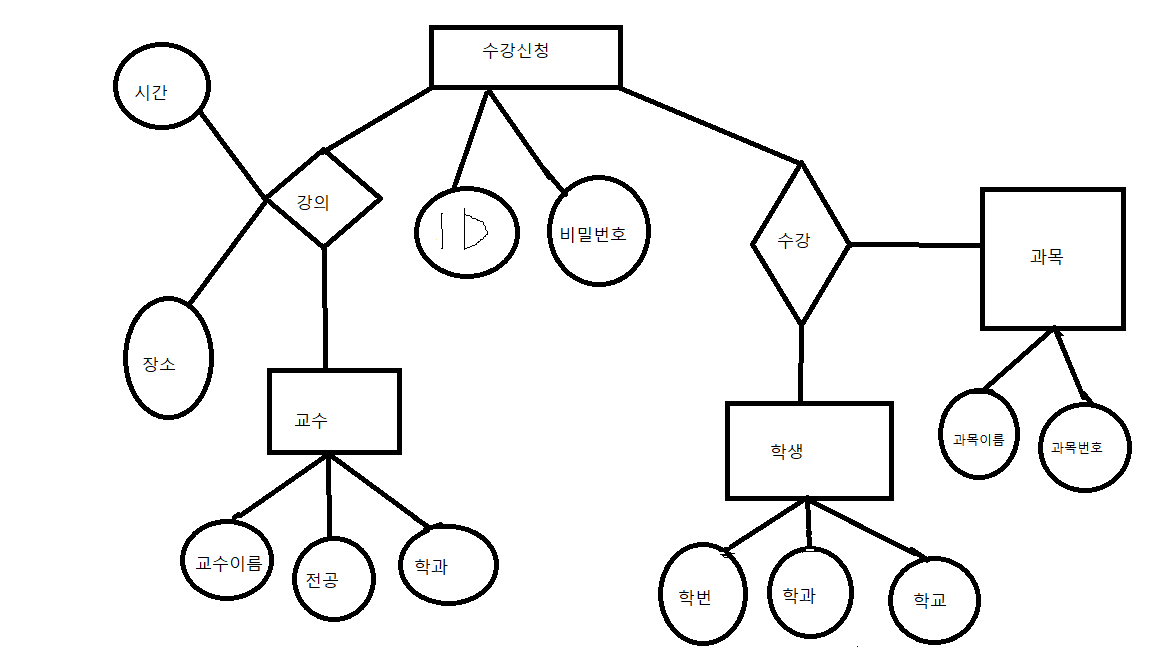 수강신청
시간
강의
ID
비밀번호
수강
과목
장소
교수
학생
과목이름
과목번호
교수이름
전공
학과
학번
학과
학교